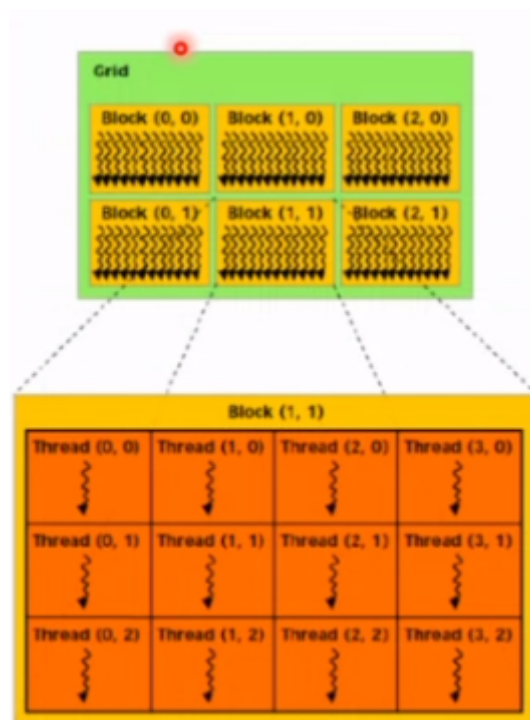 Grid
Block (0, 0) Block (1, 0) Block (2, 0)
Block (0, 1) Block (1, 1) Block (2, 1)
Block (1, 1)
Thread (0, 0) Thread (1, 0) Thread (2, 0) Thread (3, 0)
Thread (0, 1) Thread (1, 1) Thread (2, 1) Thread (3, 1)
Thread (0, 2) Thread (1, 2) Thread (2, 2) Thread (3, 2)